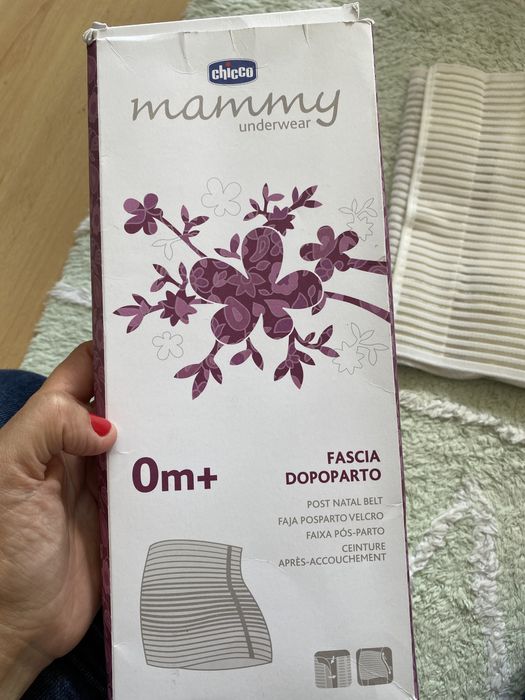 chicco
mammy
underwear
0m+
FASCIA
DOPOPARTO
POST NATAL BELT
FAJA POSPARTO VELCRO
FAIXA PÓS-PARTO
CEINTURE
APRÈS-ACCOUCHEMENT